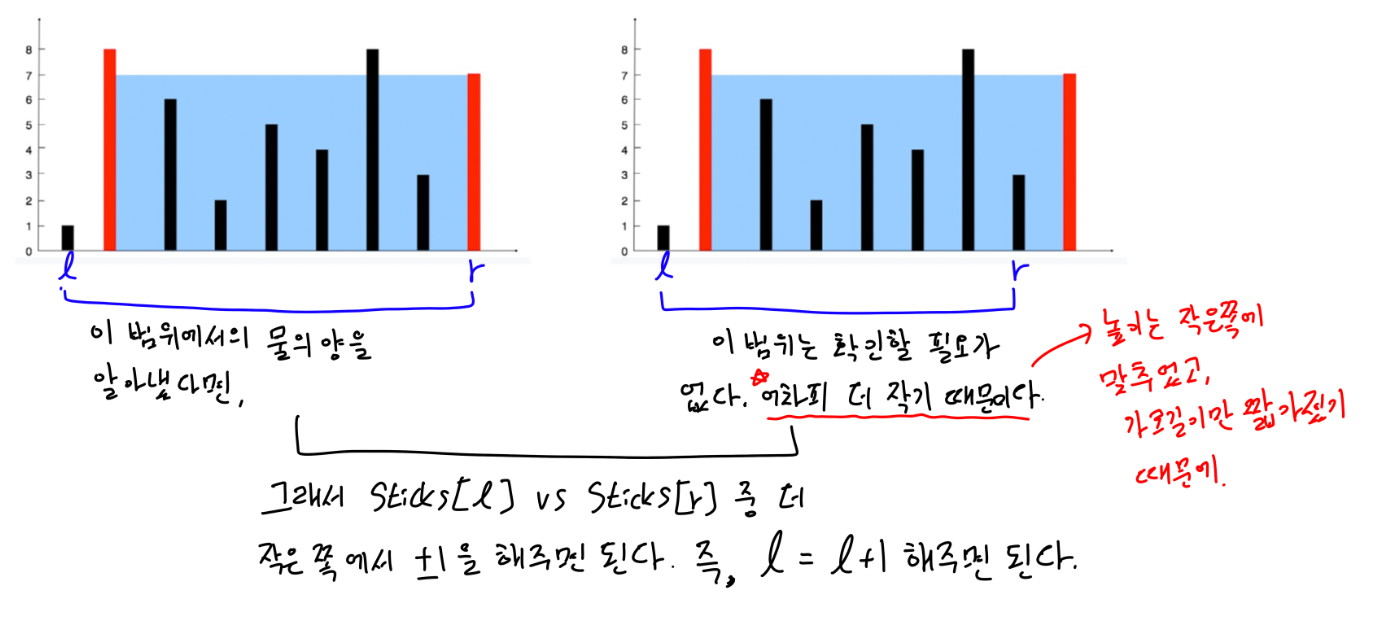 8
7
6
5
4
3
2
1
0
l
r
8
7
6
5
4
3
2
1
0
l
r
이 범위에서의 물의 양을
알아냈다면,
이 범위는 확인할 필요가
없다. 어차피 더 작기 때문이다.
→ 높이는 작은쪽에
맞추었고,
가로길이만 짧아졌기
때문에.
그래서 Sticks[l] vs Sticks[r] 중 더
작은 쪽에서 ±1을 해주면 된다. 즉, l = l+1 해주면 된다.